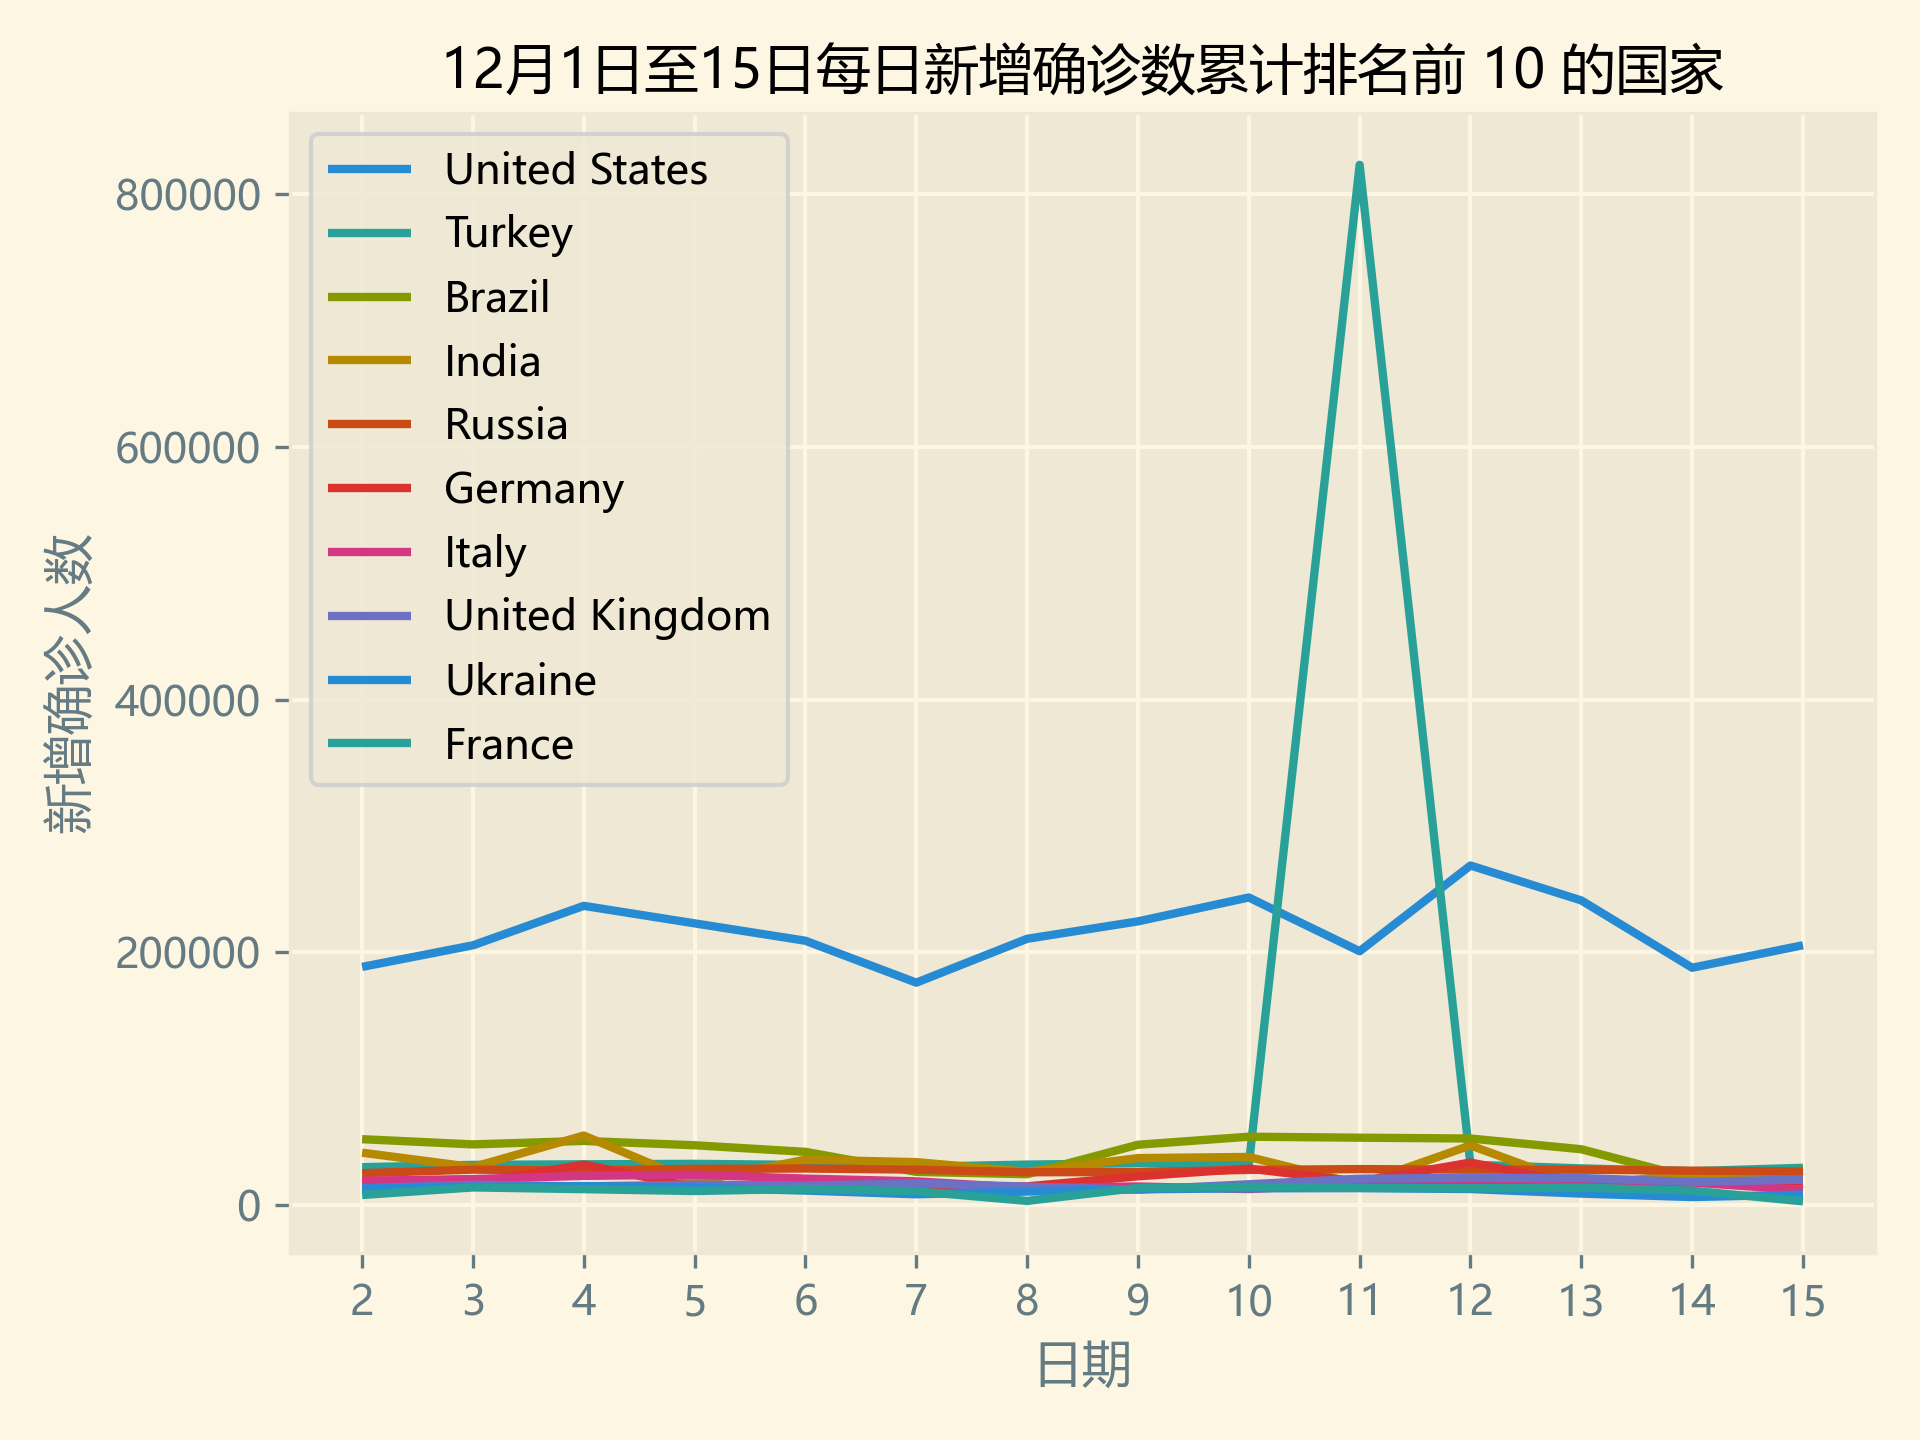 12月1日至15日每日新增确诊数累计排名前 10 的国家
United States
Turkey
Brazil
India
Russia
Germany
Italy
United Kingdom
Ukraine
France
800000
600000
400000
200000
0
新增确诊人数
2 3 4 5 6 7 8 9 10 11 12 13 14 15
日期